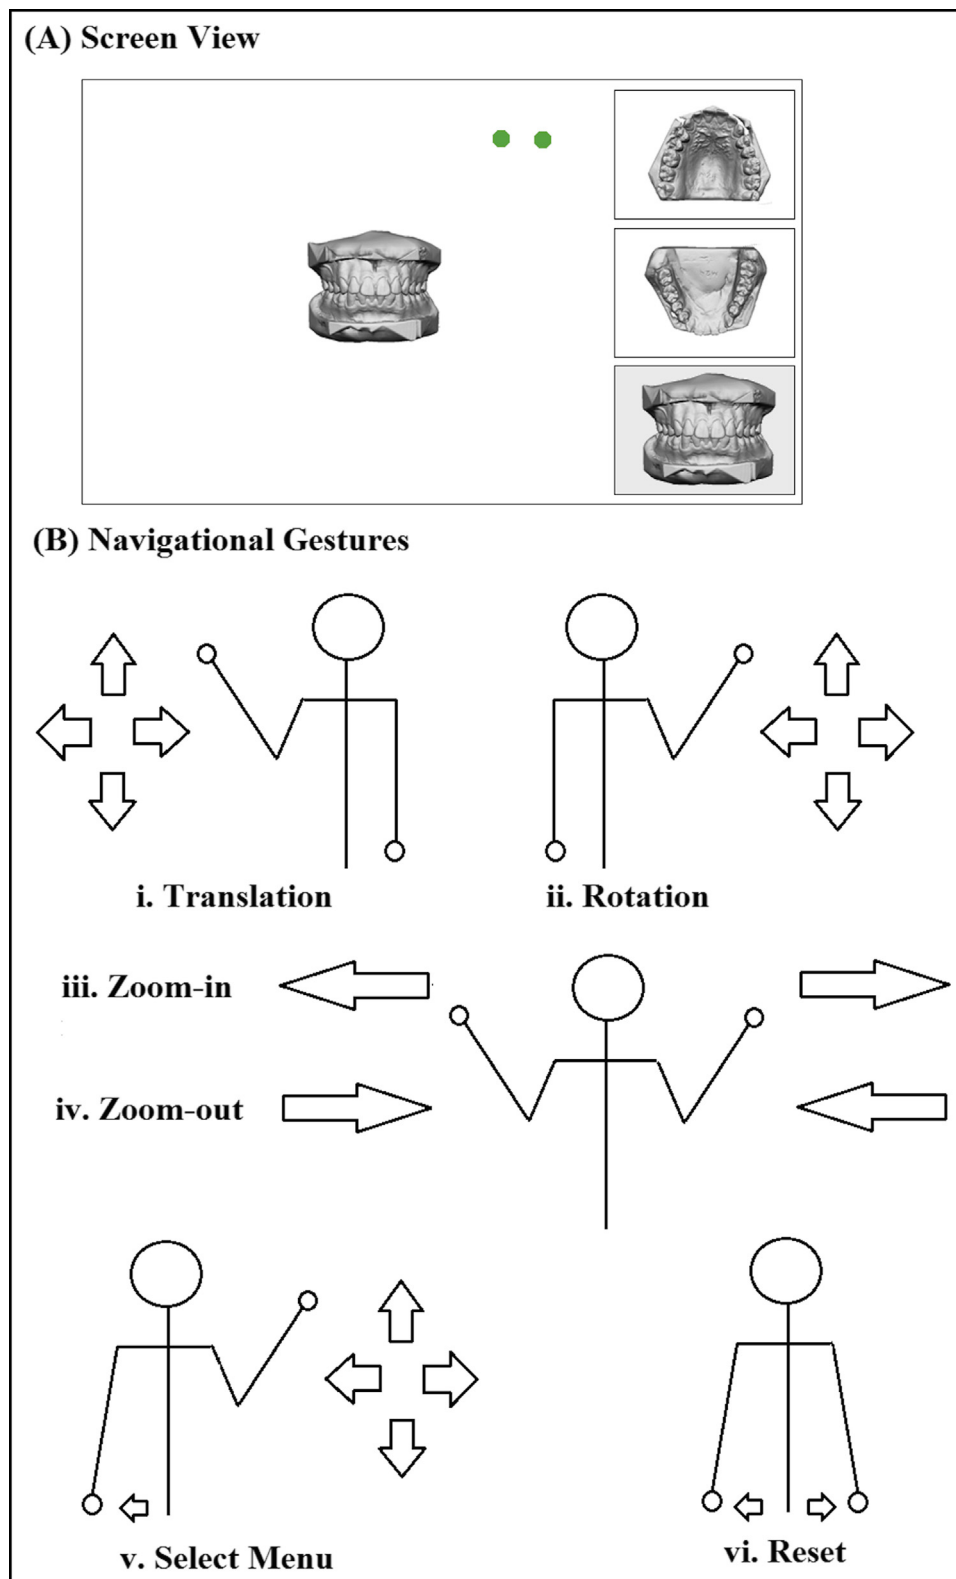 (A) Screen View
(B) Navigational Gestures
i. Translation
ii. Rotation
iii. Zoom-in
iv. Zoom-out
v. Select Menu
vi. Reset